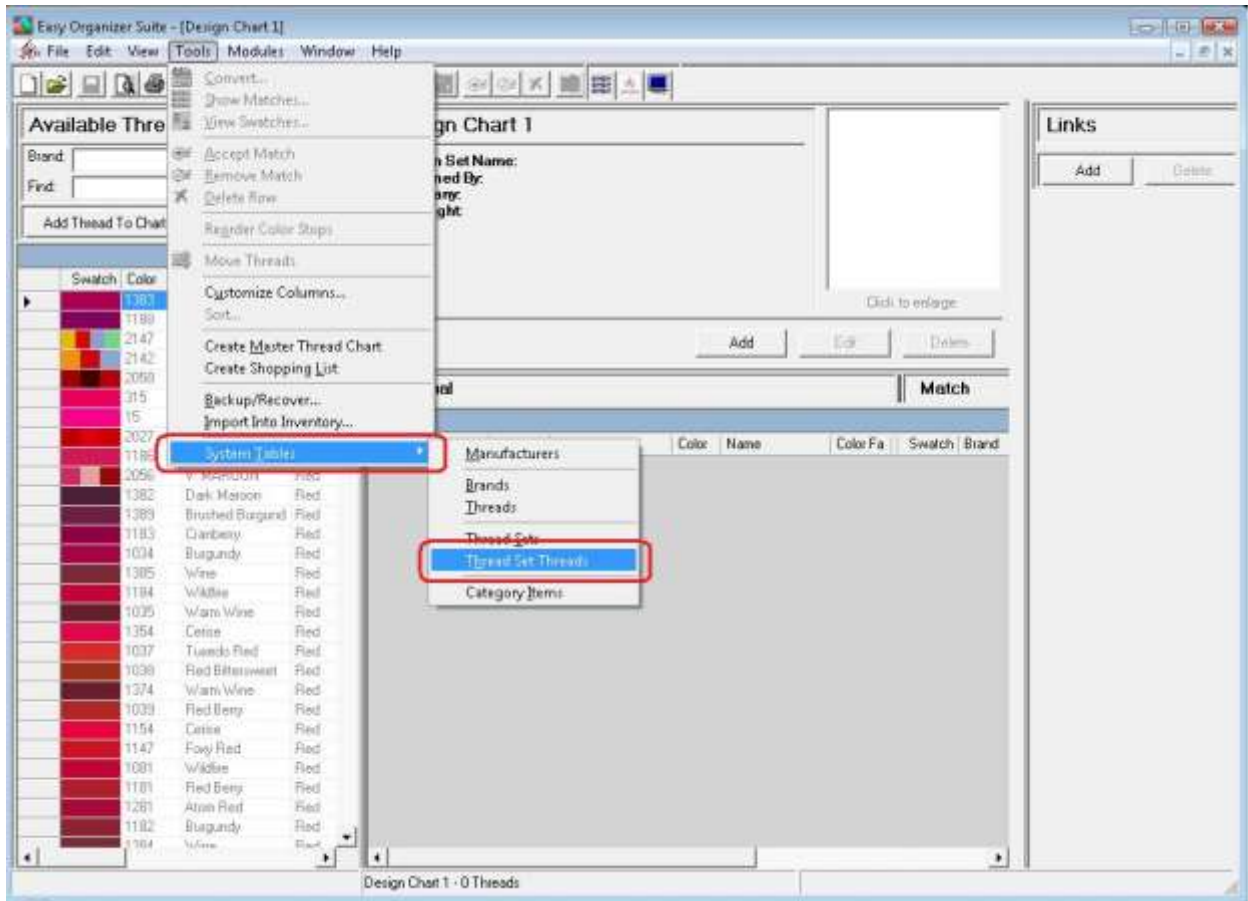 Easy Organizer Suite - [Design Chart 1]
File Edit View Tools Modules Window Help
Convert...
Show Matches...
View Swatches...
Accept Match
Remove Match
Delete Row
Reorder Color Stops
Move Threads
Customize Columns...
Sort...
Create Master Thread Chart
Create Shopping List
Backup/Recover...
Import Into Inventory...
System Tables
Manufacturers
Brands
Threads
Thread Sets
Thread Set Threads
Category Items
Available Thre
Brand:
Find:
Add Thread To Chart
Swatch Color
1383
1188
2147
2142
2050
315
15
2027
1186
2056 V-MAROON Red
1382 Dark Maroon Red
1389 Brushed Burgund Red
1183 Cranberry Red
1034 Burgundy Red
1385 Wine Red
1184 Wildfire Red
1035 Warm Wine Red
1354 Cerise Red
1037 Tuxedo Red Red
1038 Red Bittersweet Red
1374 Warm Wine Red
1039 Red Berry Red
1154 Cerise Red
1147 Foxy Red Red
1081 Wildfire Red
1181 Red Berry Red
1281 Atom Red Red
1182 Burgundy Red
1384 Wine Red
gn Chart 1
n Set Name:
ned By:
any:
ght:
Click to enlarge
Add Edit Delete
nal Match
Color Name Color Fa Swatch Brand
Links
Add Delete
Design Chart 1 - 0 Threads